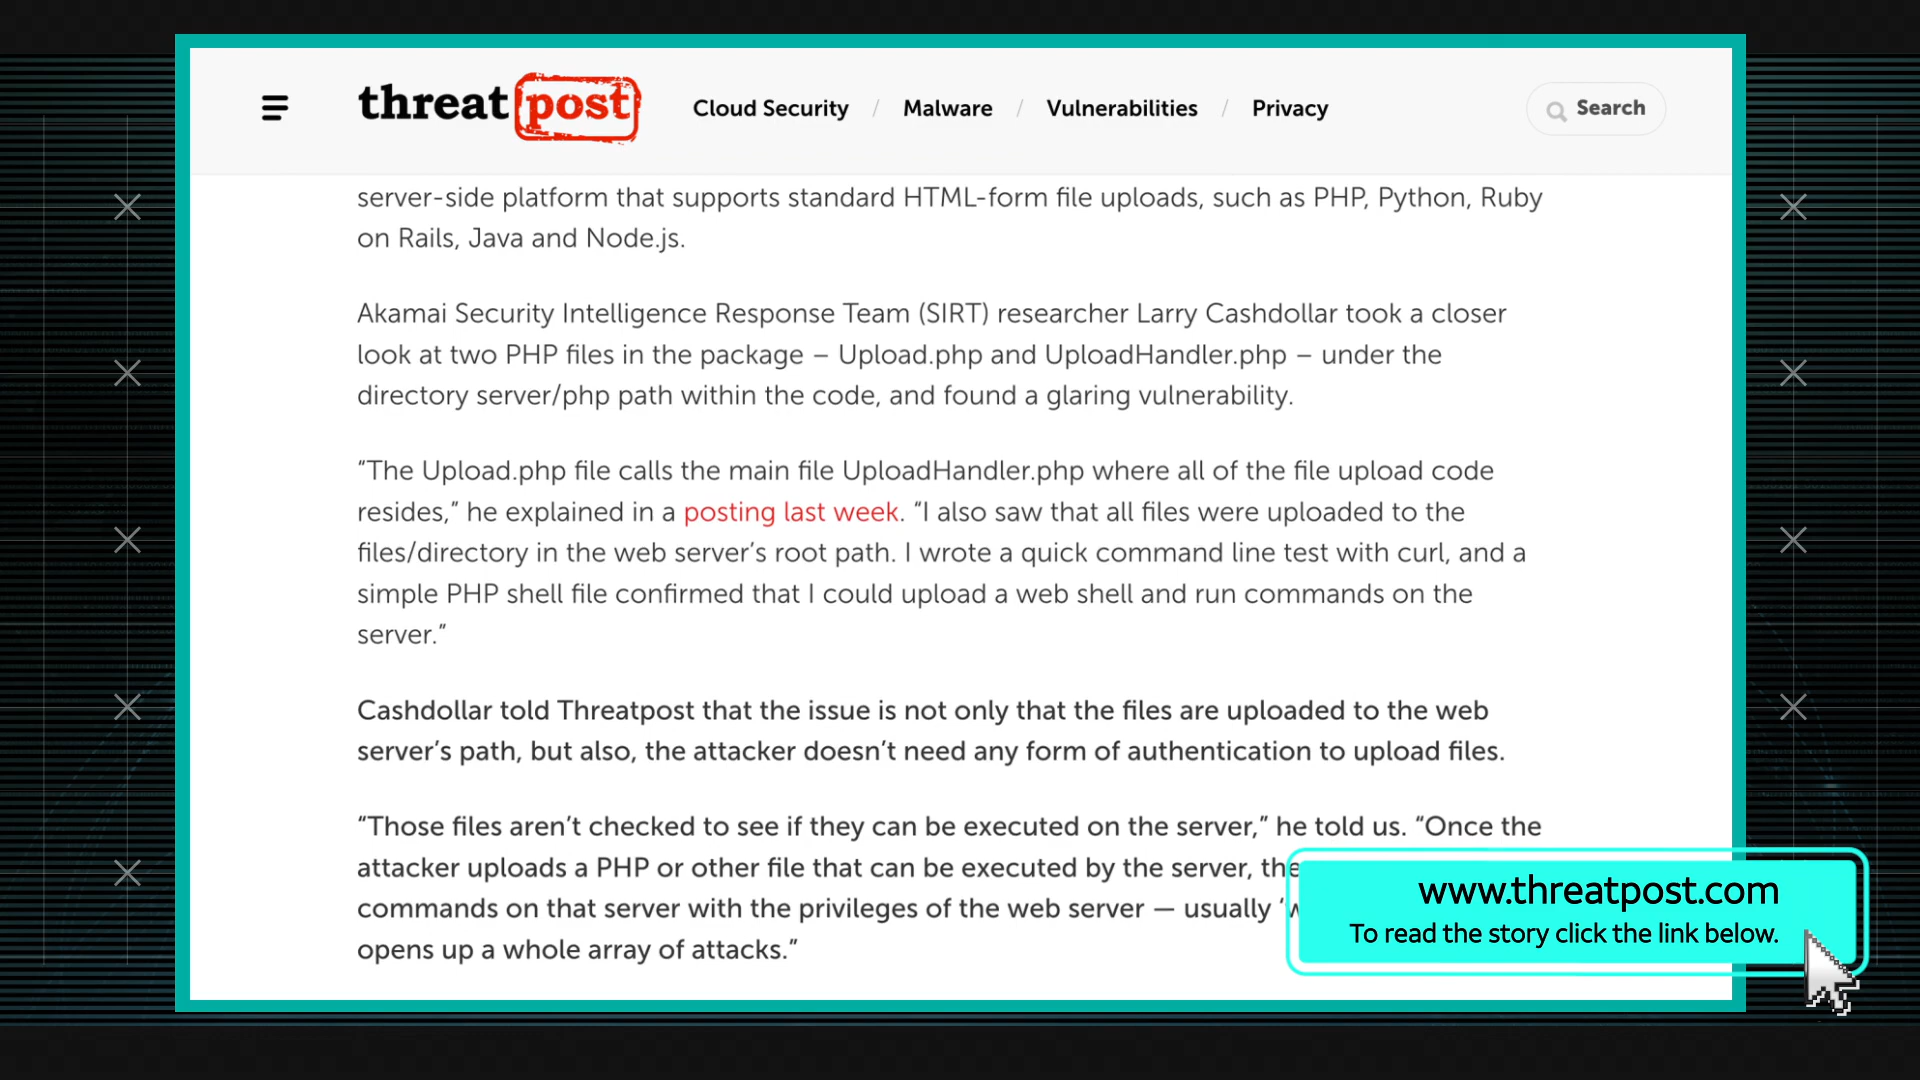 threatpost
Cloud Security / Malware / Vulnerabilities / Privacy
Search
server-side platform that supports standard HTML-form file uploads, such as PHP, Python, Ruby
on Rails, Java and Node.js.
Akamai Security Intelligence Response Team (SIRT) researcher Larry Cashdollar took a closer
look at two PHP files in the package – Upload.php and UploadHandler.php – under the
directory server/php path within the code, and found a glaring vulnerability.
“The Upload.php file calls the main file UploadHandler.php where all of the file upload code
resides,” he explained in a posting last week. “I also saw that all files were uploaded to the
files/directory in the web server’s root path. I wrote a quick command line test with curl, and a
simple PHP shell file confirmed that I could upload a web shell and run commands on the
server.”
Cashdollar told Threatpost that the issue is not only that the files are uploaded to the web
server’s path, but also, the attacker doesn’t need any form of authentication to upload files.
“Those files aren’t checked to see if they can be executed on the server,” he told us. “Once the
attacker uploads a PHP or other file that can be executed by the server,
commands on that server with the privileges of the web server — usually
opens up a whole array of attacks.”
www.threatpost.com
To read the story click the link below.